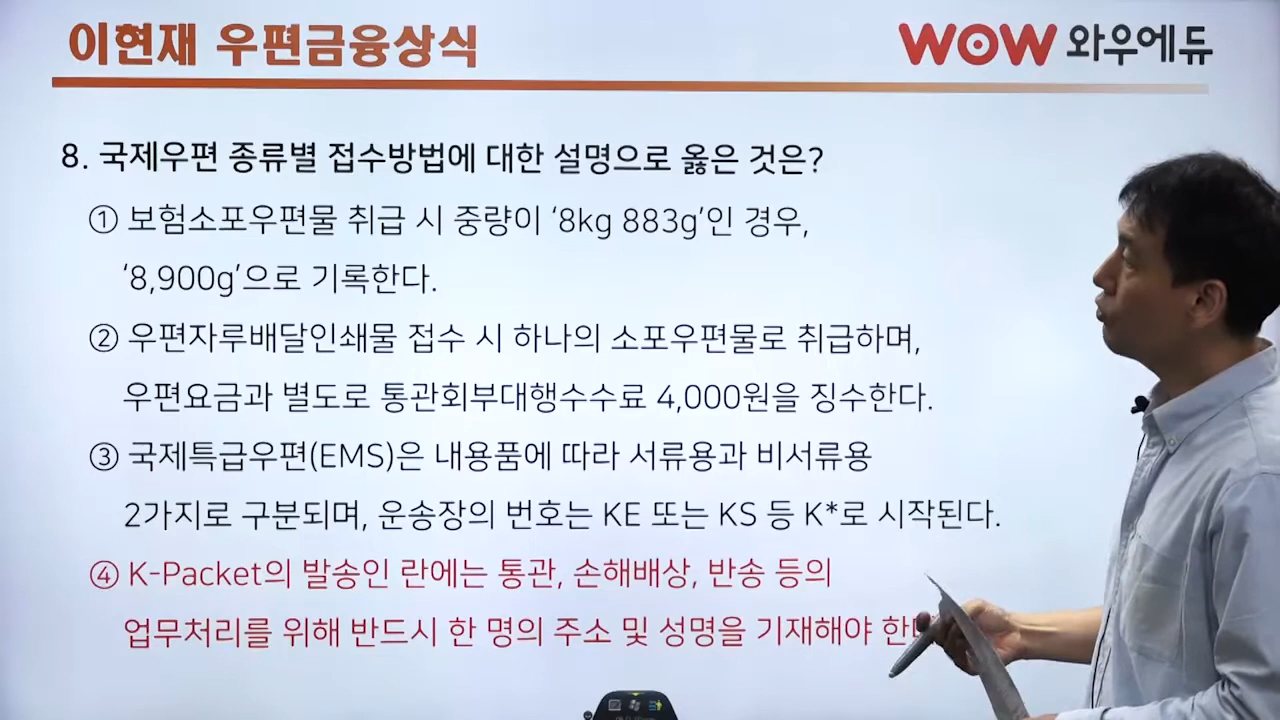 이현재 우편금융상식
WOW 와우에듀
8. 국제우편 종류별 접수방법에 대한 설명으로 옳은 것은?
① 보험소포우편물 취급 시 중량이 ‘8kg 883g’인 경우,
‘8,900g’으로 기록한다.
② 우편자루배달인쇄물 접수 시 하나의 소포우편물로 취급하며,
우편요금과 별도로 통관회부대행수수료 4,000원을 징수한다.
③ 국제특급우편(EMS)은 내용품에 따라 서류용과 비서류용
2가지로 구분되며, 운송장의 번호는 KE 또는 KS 등 K*로 시작된다.
④ K-Packet의 발송인 란에는 통관, 손해배상, 반송 등의
업무처리를 위해 반드시 한 명의 주소 및 성명을 기재해야